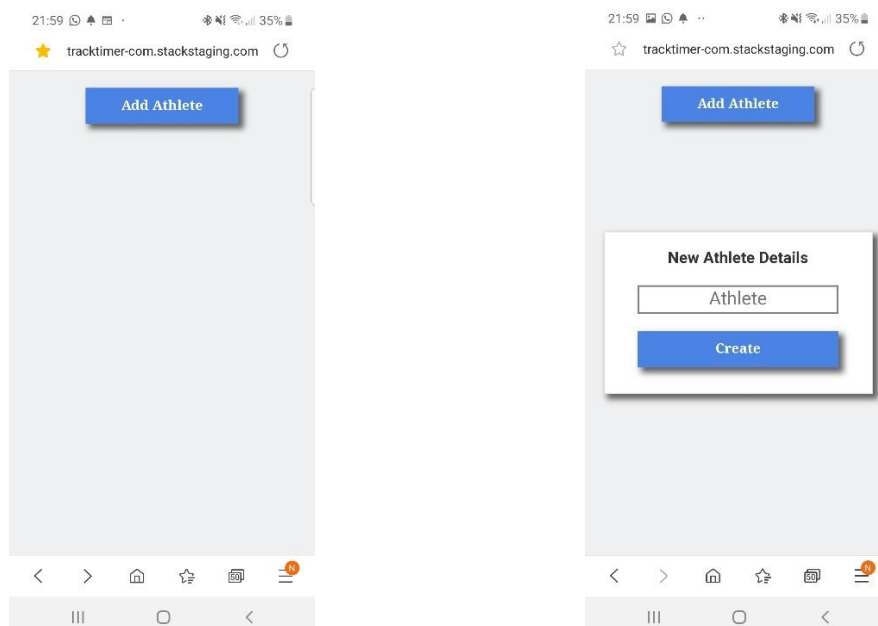 21:59
35%
tracktimer-com.stackstaging.com
Add Athlete
50
N
21:59
35%
tracktimer-com.stackstaging.com
Add Athlete
New Athlete Details
Athlete
Create
50
N